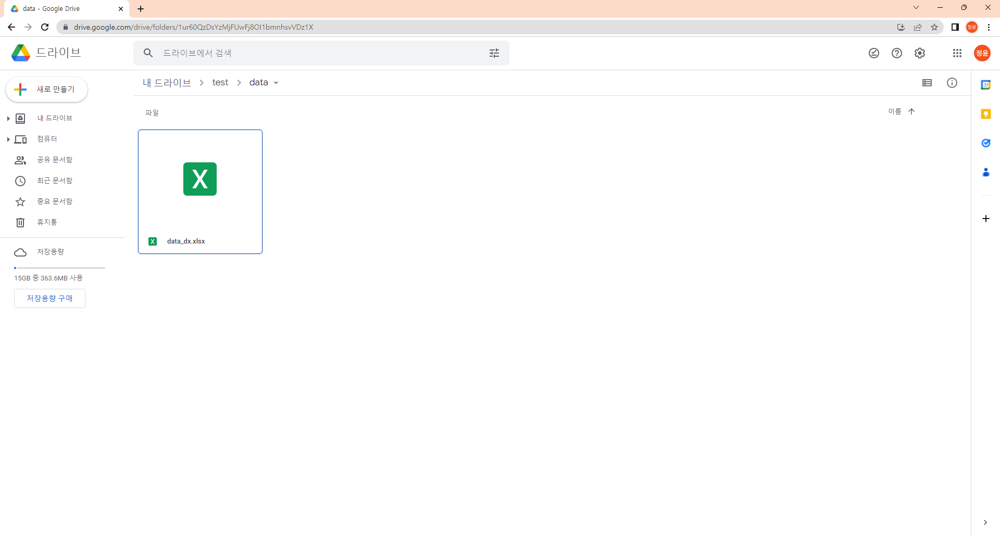 data - Google Drive
drive.google.com/drive/folders/1ur60QzDsYzMjFUwFj8OI1bmnhsvVDz1X
정윤
드라이브
드라이브에서 검색
정윤
새로 만들기
내 드라이브 test data
31
파일
이름
내 드라이브
컴퓨터
공유 문서함
최근 문서함
중요 문서함
휴지통
X
X data_dx.xlsx
저장용량
15GB 중 363.6MB 사용
저장용량 구매